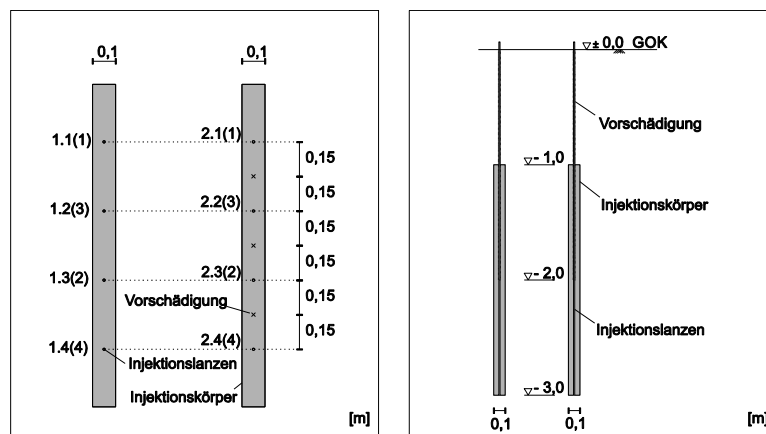 0,1 0,1
1.1(1) 2.1(1)
0,15
0,15
1.2(3) 2.2(3)
0,15
0,15
1.3(2) 2.3(2)
Vorschädigung
0,15
0,15
1.4(4) 2.4(4)
Injektionslanzen
Injektionskörper
[m]
± 0,0 GOK
Vorschädigung
- 1,0
Injektionskörper
- 2,0
Injektionslanzen
- 3,0
0,1 0,1
[m]